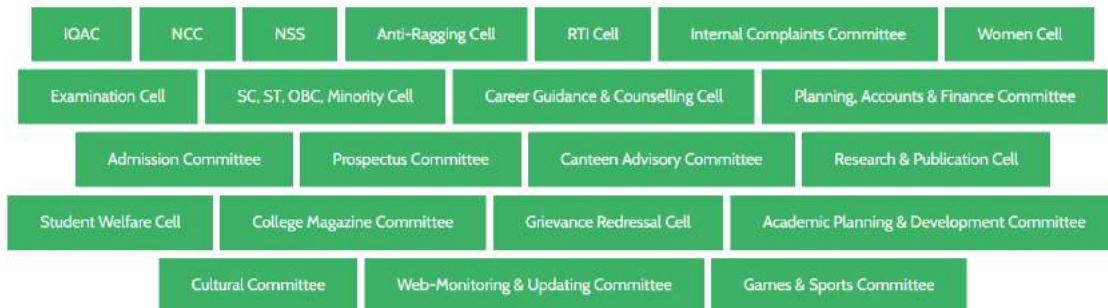 IQAC NCC NSS Anti-Ragging Cell RTI Cell Internal Complaints Committee Women Cell
Examination Cell SC, ST, OBC, Minority Cell Career Guidance & Counselling Cell Planning, Accounts & Finance Committee
Admission Committee Prospectus Committee Canteen Advisory Committee Research & Publication Cell
Student Welfare Cell College Magazine Committee Grievance Redressal Cell Academic Planning & Development Committee
Cultural Committee Web-Monitoring & Updating Committee Games & Sports Committee